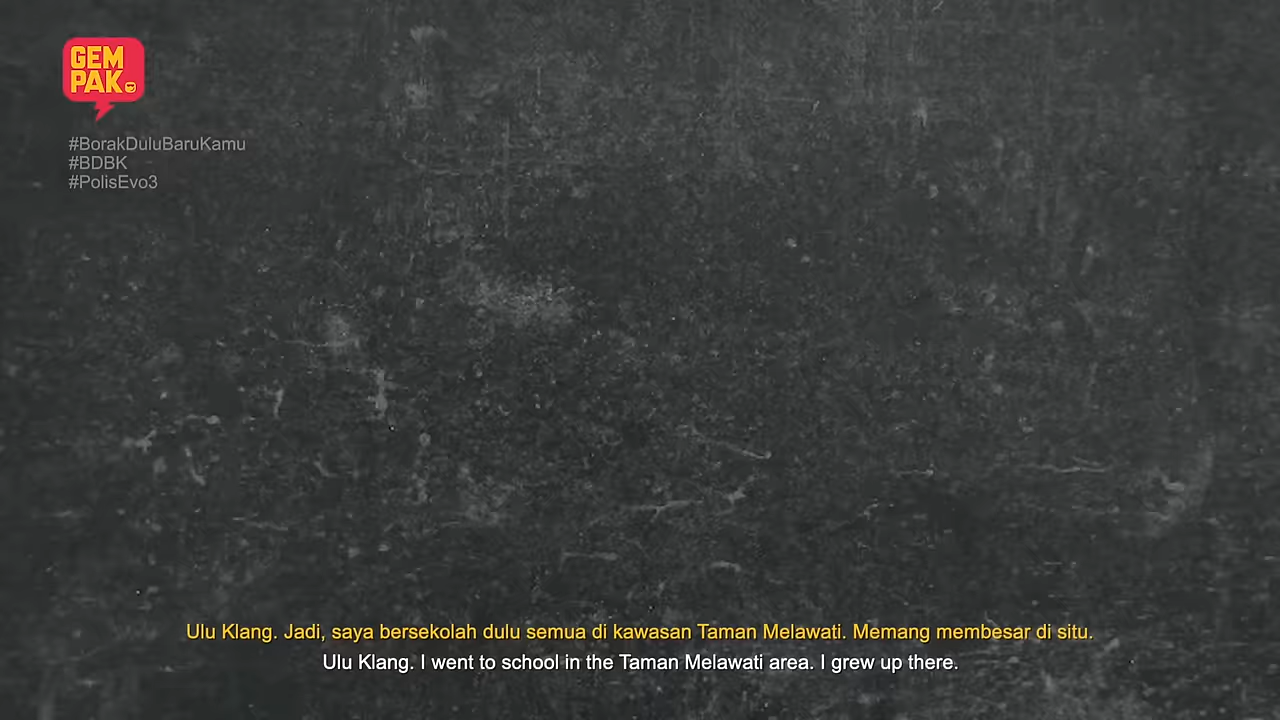 GEM
PAK
#BorakDuluBaruKamu
#BDBK
#PolisEvo3
Ulu Klang. Jadi, saya bersekolah dulu semua di kawasan Taman Melawati. Memang membesar di situ.
Ulu Klang. I went to school in the Taman Melawati area. I grew up there.